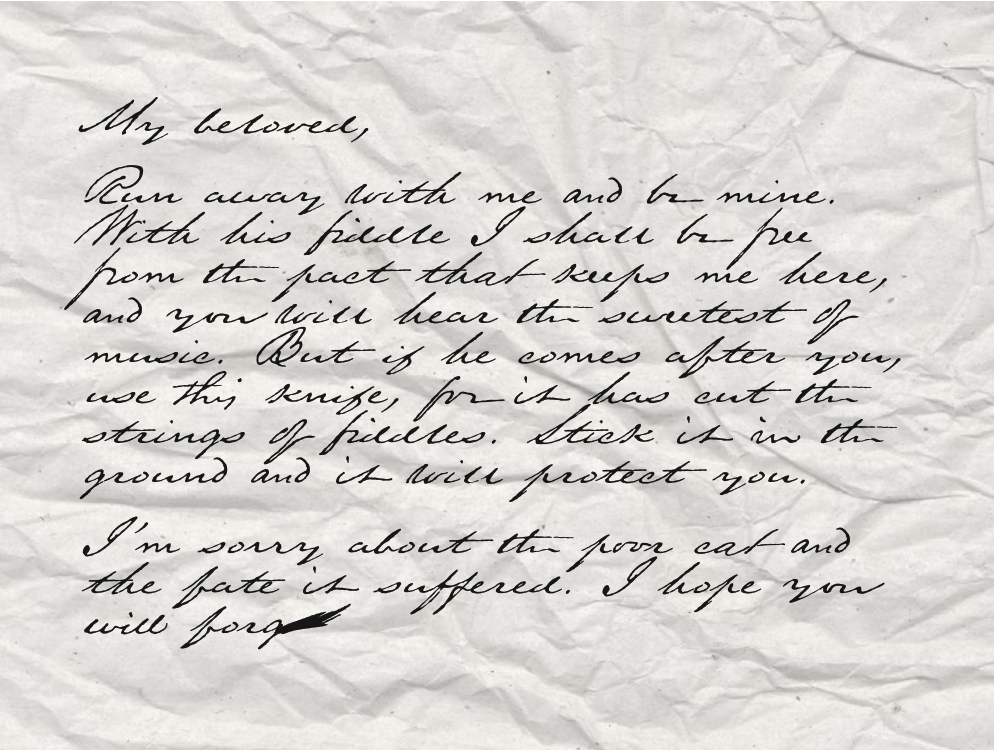 My beloved,
Run away with me and be mine.
With his fiddle I shall be free
from the pact that keeps me here,
and you will hear the sweetest of
music. But if he comes after you,
use this knife, for it has cut the
strings of fiddles. Stick it in the
ground and it will protect you.
I'm sorry about the poor cat and
the fate it suffered. I hope you
will forg